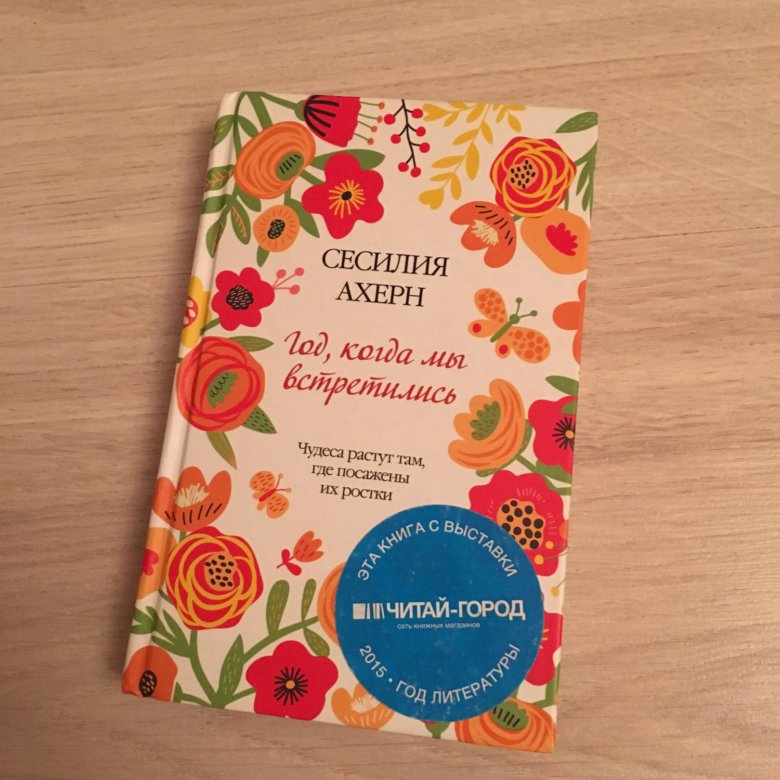 СЕСИЛИЯ
АХЕРН
Год, когда мы
встретились
Чудеса растут там,
где посажены
их ростки
ЭТА КНИГА С ВЫСТАВКИ
ЧИТАЙ-ГОРОД
сеть книжных магазинов
2015 • ГОД ЛИТЕРАТУРЫ